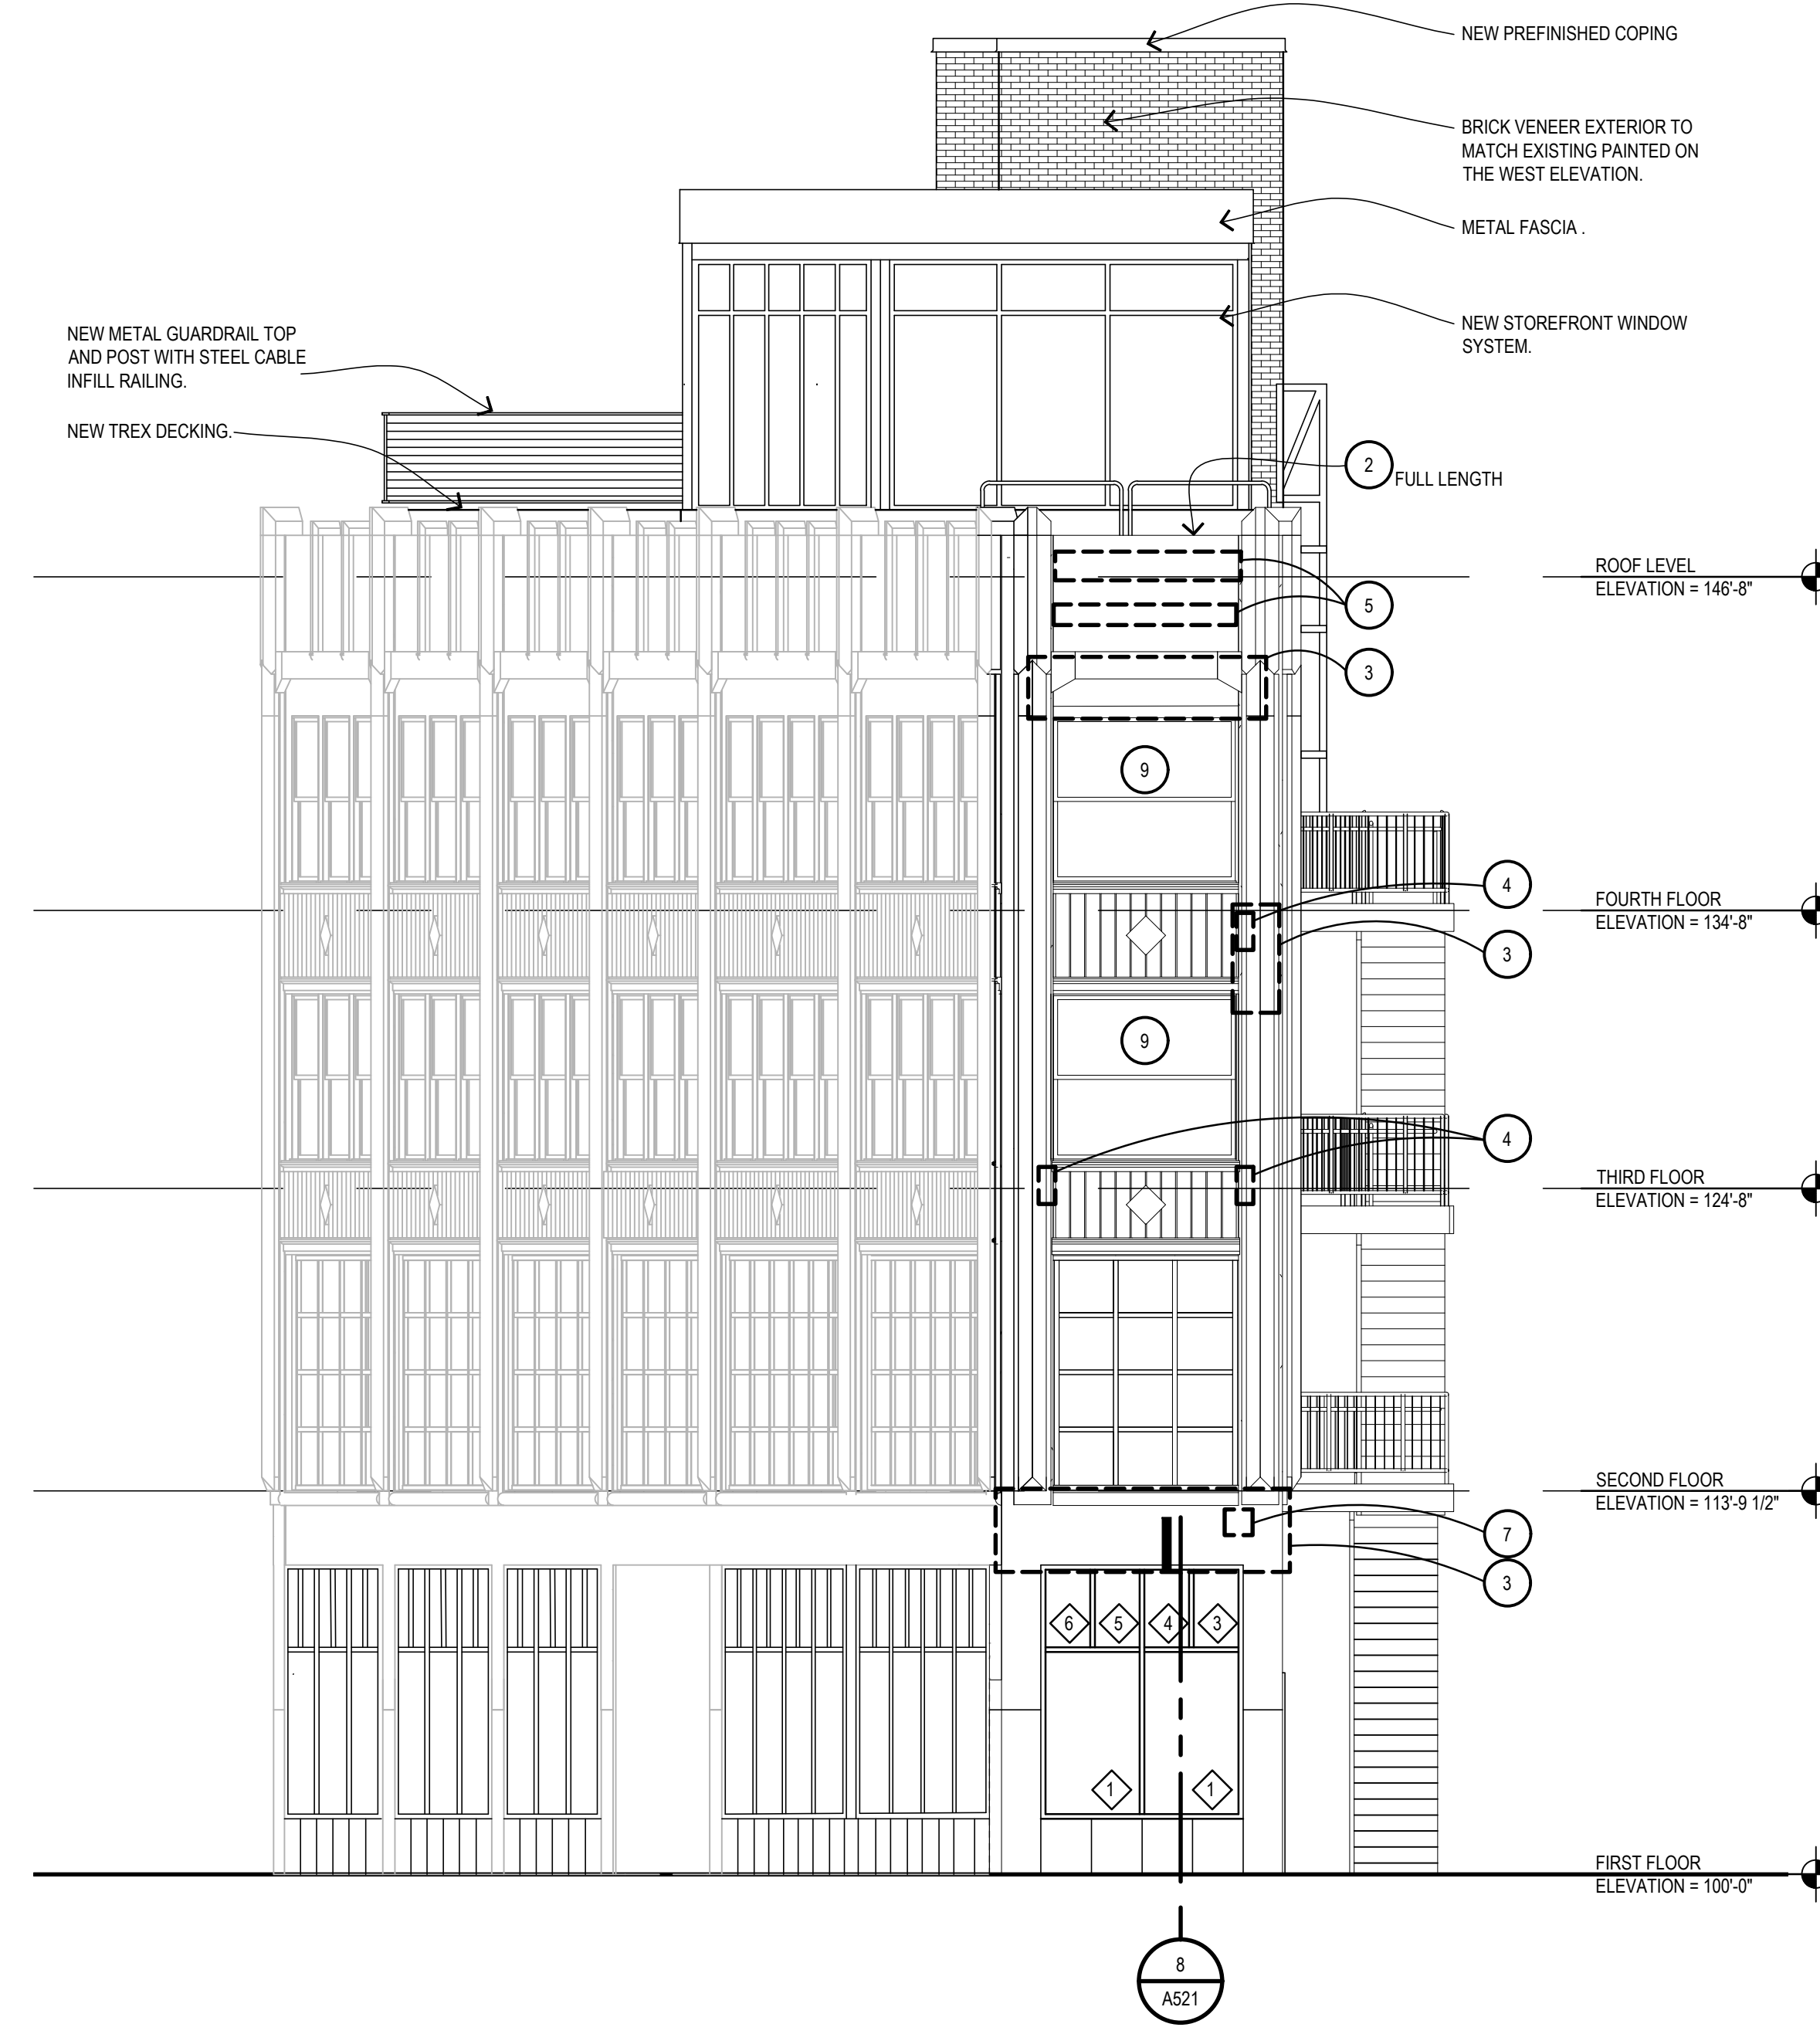 NEW PREFINISHED COPING
BRICK VENEER EXTERIOR TO
MATCH EXISTING PAINTED ON
THE WEST ELEVATION.
METAL FASCIA .
NEW STOREFRONT WINDOW
SYSTEM.
NEW METAL GUARDRAIL TOP
AND POST WITH STEEL CABLE
INFILL RAILING.
NEW TREX DECKING.
2
FULL LENGTH
ROOF LEVEL
ELEVATION = 146'-8"
5
3
9
4
FOURTH FLOOR
ELEVATION = 134'-8"
3
9
4
THIRD FLOOR
ELEVATION = 124'-8"
SECOND FLOOR
ELEVATION = 113'-9 1/2"
7
3
6 5 4 3
1 1
FIRST FLOOR
ELEVATION = 100'-0"
8
A521